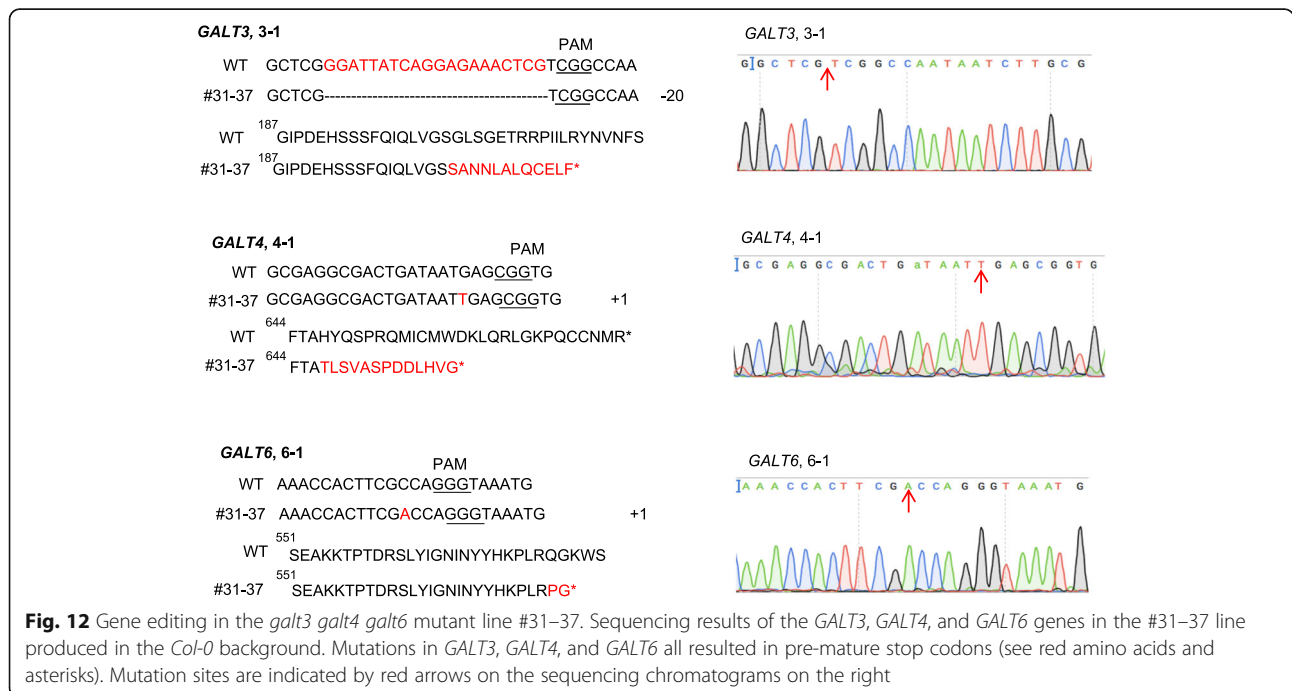 GALT3, 3-1
PAM
WT GCTCGGGATTATCAGGAGAAACTCGTCGGCCAA
#31-37 GCTCG-----------------------------------------TCGGCCAA -20
WT 187GIPDEHSSSFQIQLVGSGLSGETRRPIILRYNVNFS
#31-37 187GIPDEHSSSFQIQLVGSSANNLALQCELF*
GALT3, 3-1
GGCTCGTCGGCCAATAATCTTGCG
GALT4, 4-1
PAM
WT GCGAGGCGACTGATAATGAGCGGTG
#31-37 GCGAGGCGACTGATAATTGAGCGGTG +1
WT 644FTAHYQSPRQMICMWDKLQRLGKPQCCNMR*
#31-37 644FTATLSVASPDDLHVG*
GALT4, 4-1
GCGAGGCGACTGaTAATTGAGCGGTG
GALT6, 6-1
PAM
WT AAACCACTTCGCCAGGGTAAATG
#31-37 AAACCACTTCGACCAGGGTAAATG +1
WT 551SEAKKTPTDRSLYIGNINYYHKPLRQGKWS
#31-37 551SEAKKTPTDRSLYIGNINYYHKPLRPG*
GALT6, 6-1
AAACCACTTCGACCAGGGTAAATG
Fig. 12 Gene editing in the galt3 galt4 galt6 mutant line #31–37. Sequencing results of the GALT3, GALT4, and GALT6 genes in the #31–37 line
produced in the Col-0 background. Mutations in GALT3, GALT4, and GALT6 all resulted in pre-mature stop codons (see red amino acids and
asterisks). Mutation sites are indicated by red arrows on the sequencing chromatograms on the right